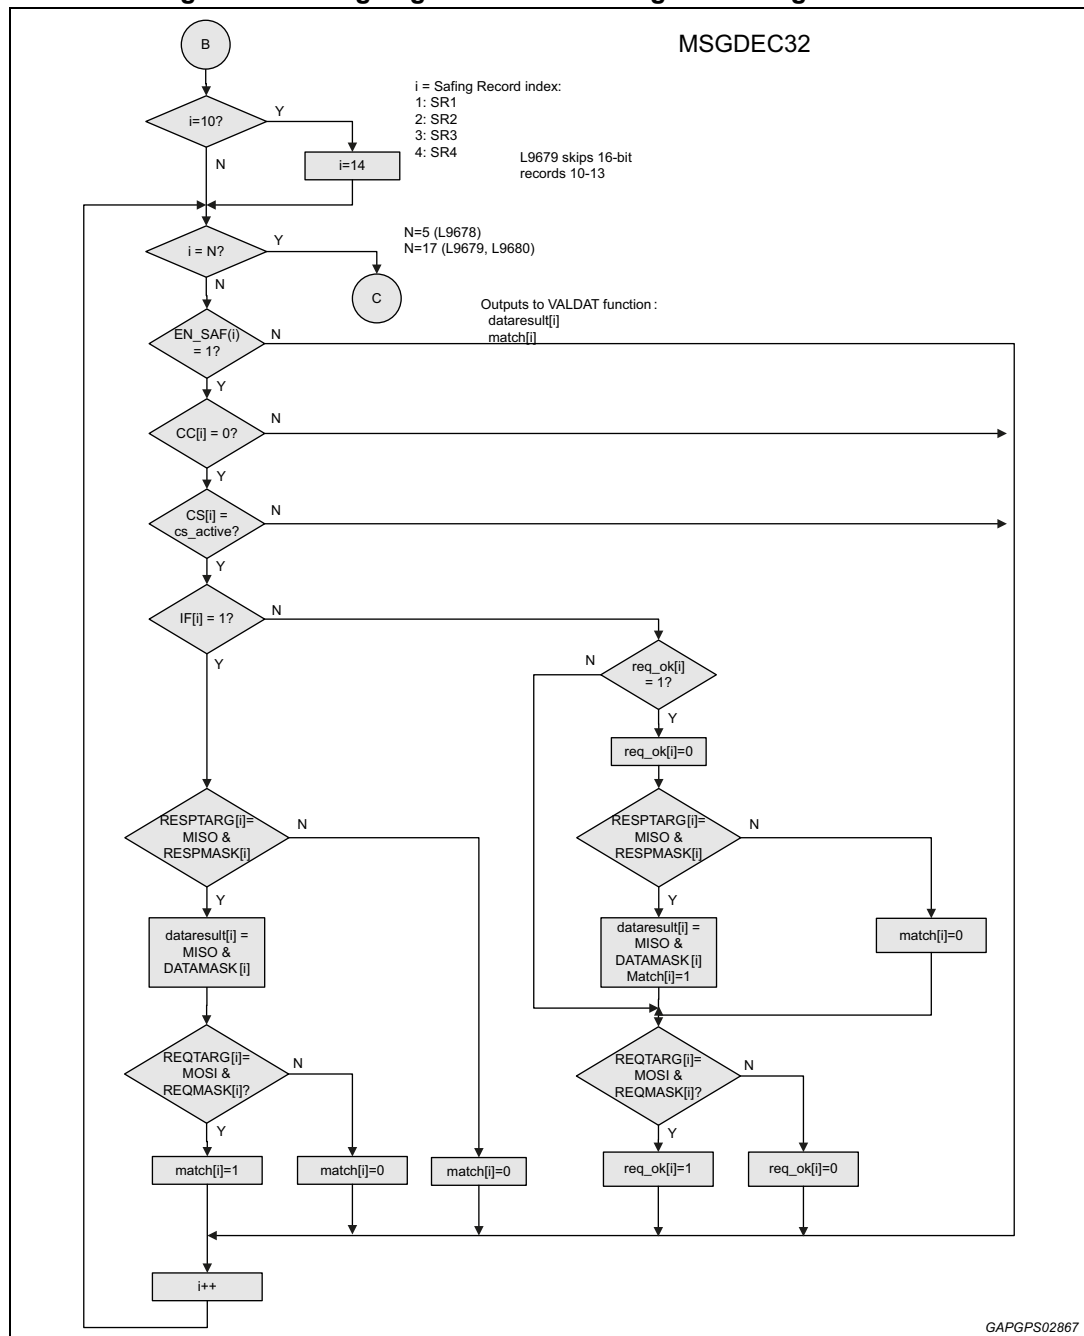 MSGDEC32
B
i=10?
Y
N
i=14
i = Safing Record index:
1: SR1
2: SR2
3: SR3
4: SR4
L9679 skips 16-bit
records 10-13
i = N?
Y
N
N=5 (L9678)
N=17 (L9679, L9680)
C
Outputs to VALDAT function :
dataresult[i]
match[i]
EN_SAF(i)
= 1?
N
Y
CC[i] = 0?
N
Y
CS[i] =
cs_active?
N
Y
IF[i] = 1?
N
Y
req_ok[i]
= 1?
N
Y
req_ok[i]=0
RESPTARG[i]=
MISO &
RESPMASK[i]
N
Y
RESPTARG[i]=
MISO &
RESPMASK[i]
N
Y
dataresult[i] =
MISO &
DATAMASK[i]
dataresult[i] =
MISO &
DATAMASK[i]
Match[i]=1
match[i]=0
REQTARG[i]=
MOSI &
REQMASK[i]?
N
Y
REQTARG[i]=
MOSI &
REQMASK[i]?
N
Y
match[i]=1
match[i]=0
match[i]=0
req_ok[i]=1
req_ok[i]=0
i++
GAPGPS02867